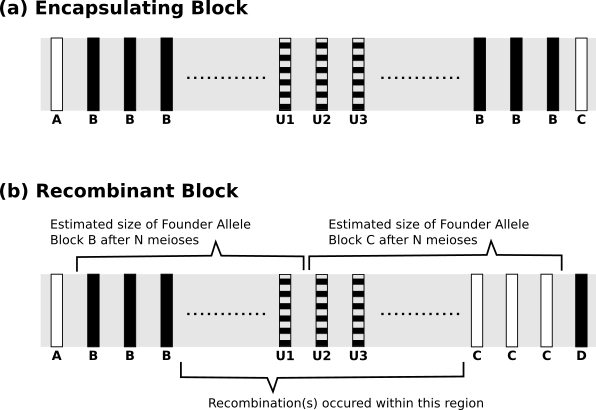 (a) Encapsulating Block
A B B B U1 U2 U3 B B B C
(b) Recombinant Block
Estimated size of Founder Allele
Block B after N meioses
Estimated size of Founder Allele
Block C after N meioses
A B B B U1 U2 U3 C C C D
Recombination(s) occured within this region